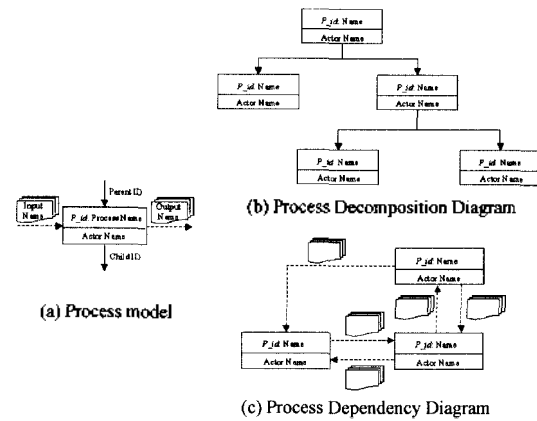 P_id: Name
Actor Name
P_id: Name
Actor Name
P_id: Name
Actor Name
P_id: Name
Actor Name
P_id: Name
Actor Name
(b) Process Decomposition Diagram
Parent ID
Input Name
Output Name
P_id: ProcessName
Actor Name
Child ID
(a) Process model
P_id: Name
Actor Name
P_id: Name
Actor Name
P_id: Name
Actor Name
(c) Process Dependency Diagram